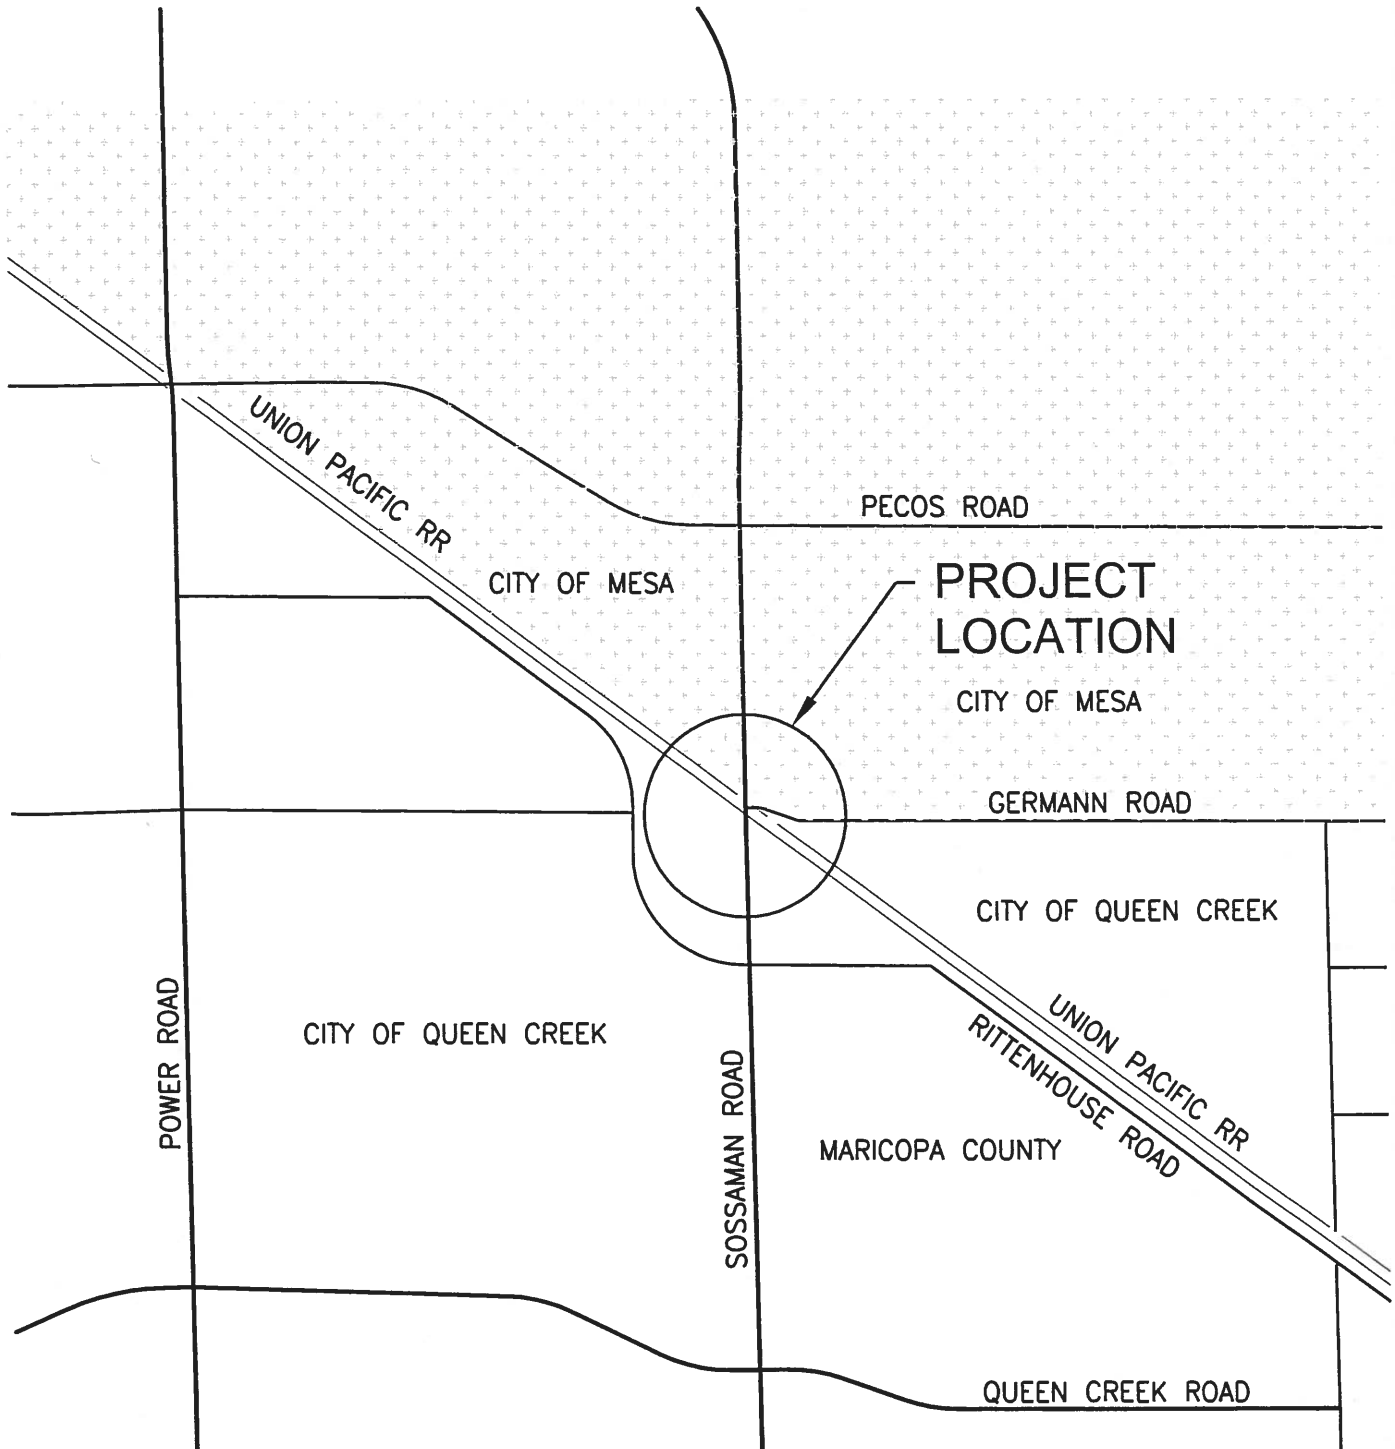 UNION PACIFIC RR
PECOS ROAD
CITY OF MESA
PROJECT
LOCATION
CITY OF MESA
GERMANN ROAD
CITY OF QUEEN CREEK
POWER ROAD
CITY OF QUEEN CREEK
SOSSAMAN ROAD
UNION PACIFIC RR
RITTENHOUSE ROAD
MARICOPA COUNTY
QUEEN CREEK ROAD